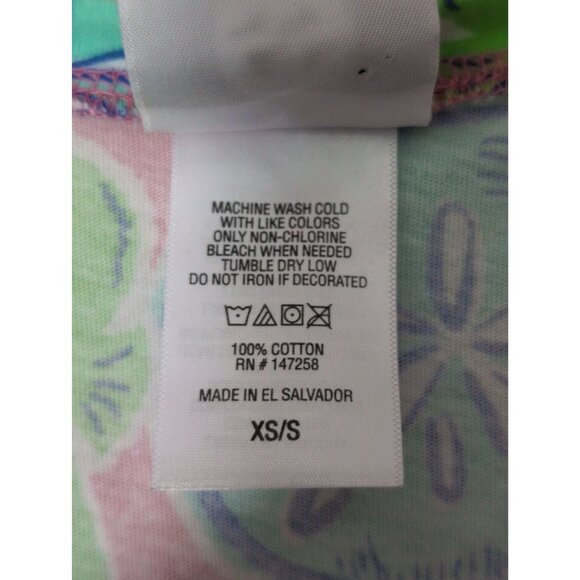 MACHINE WASH COLD
WITH LIKE COLORS
ONLY NON-CHLORINE
BLEACH WHEN NEEDED
TUMBLE DRY LOW
DO NOT IRON IF DECORATED
100% COTTON
RN # 147258
MADE IN EL SALVADOR
XS/S